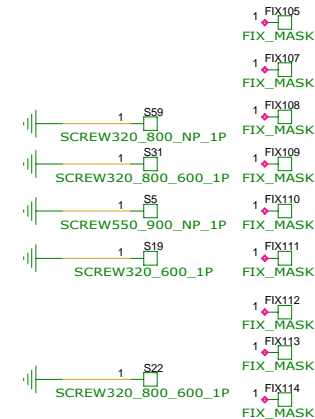 1 FIX105
FIX_MASK
1 FIX107
FIX_MASK
1 S59 1 FIX108
SCREW320_800_NP_1P FIX_MASK
1 S31 1 FIX109
SCREW320_800_600_1P FIX_MASK
1 S5 1 FIX110
SCREW550_900_NP_1P FIX_MASK
1 S19 1 FIX111
SCREW320_600_1P FIX_MASK
1 FIX112
FIX_MASK
1 FIX113
FIX_MASK
1 S22 1 FIX114
SCREW320_800_600_1P FIX_MASK